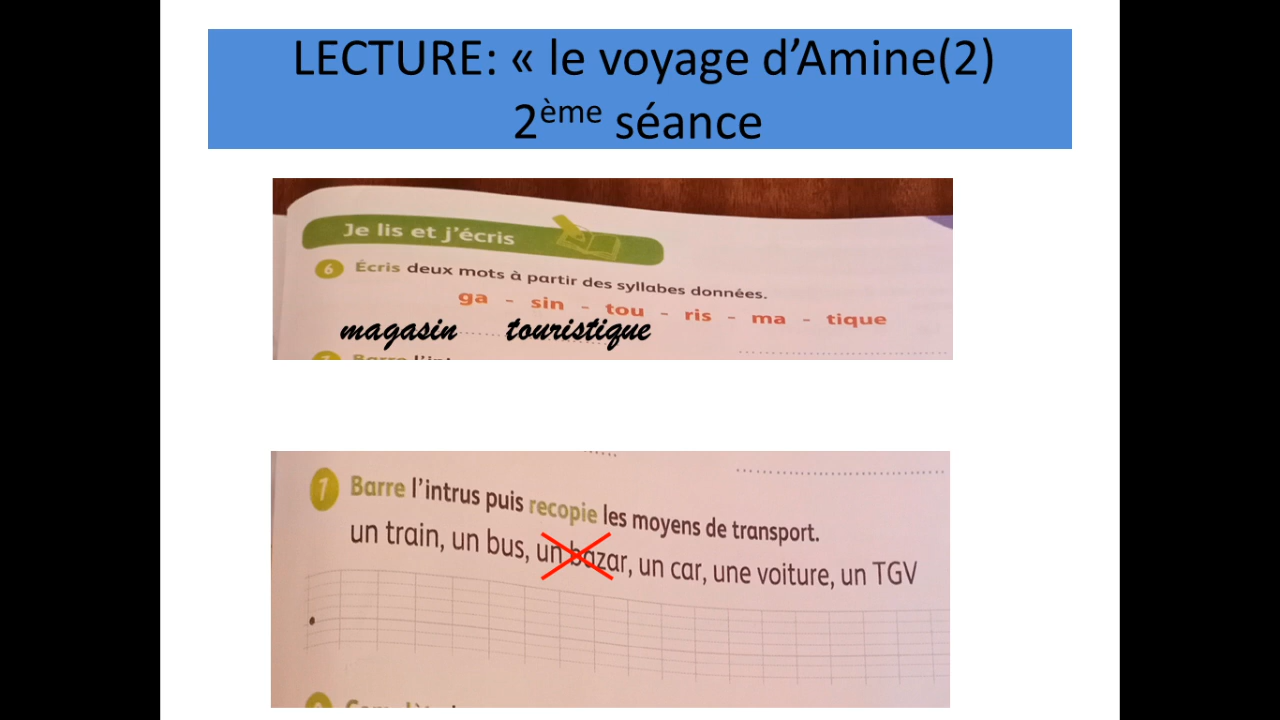 LECTURE: « le voyage d'Amine(2)
2ème séance
Je lis et j'écris
6 Écris deux mots à partir des syllabes données.
ga - sin - tou - ris - ma - tique
magasin touristique
7 Barre l'intrus puis recopie les moyens de transport.
un train, un bus, un bazar, un car, une voiture, un TGV